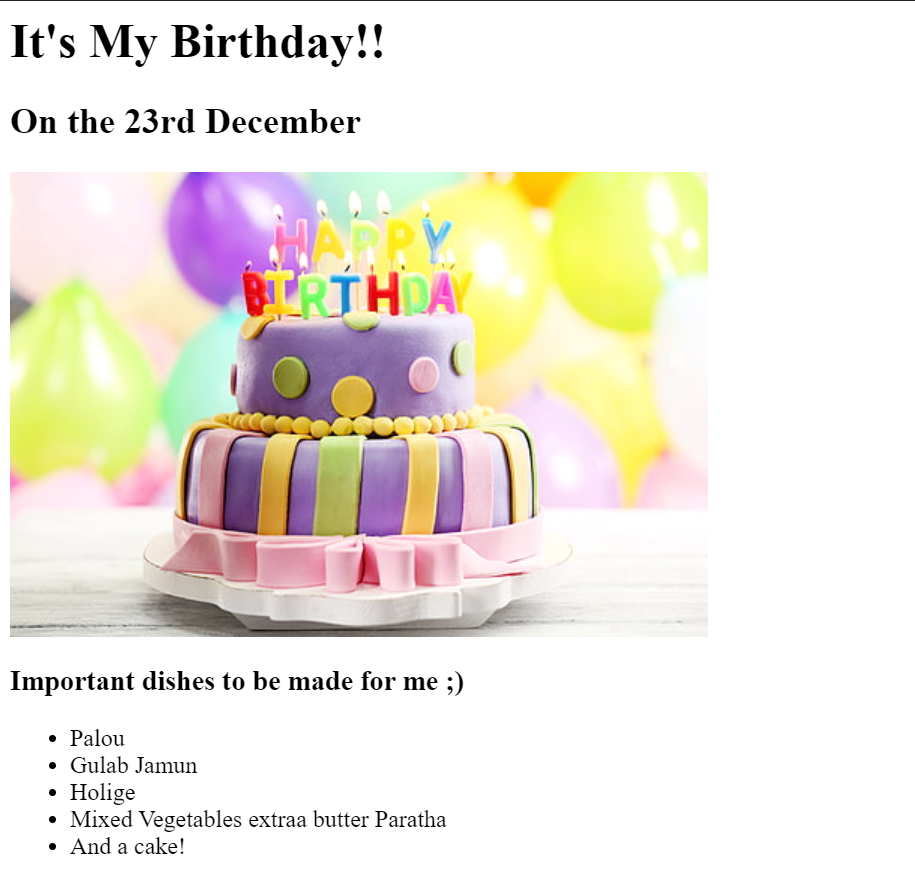 It's My Birthday!!
On the 23rd December
HAPPY
BIRTHDAY
Important dishes to be made for me ;)
Palou
Gulab Jamun
Holige
Mixed Vegetables extraa butter Paratha
And a cake!